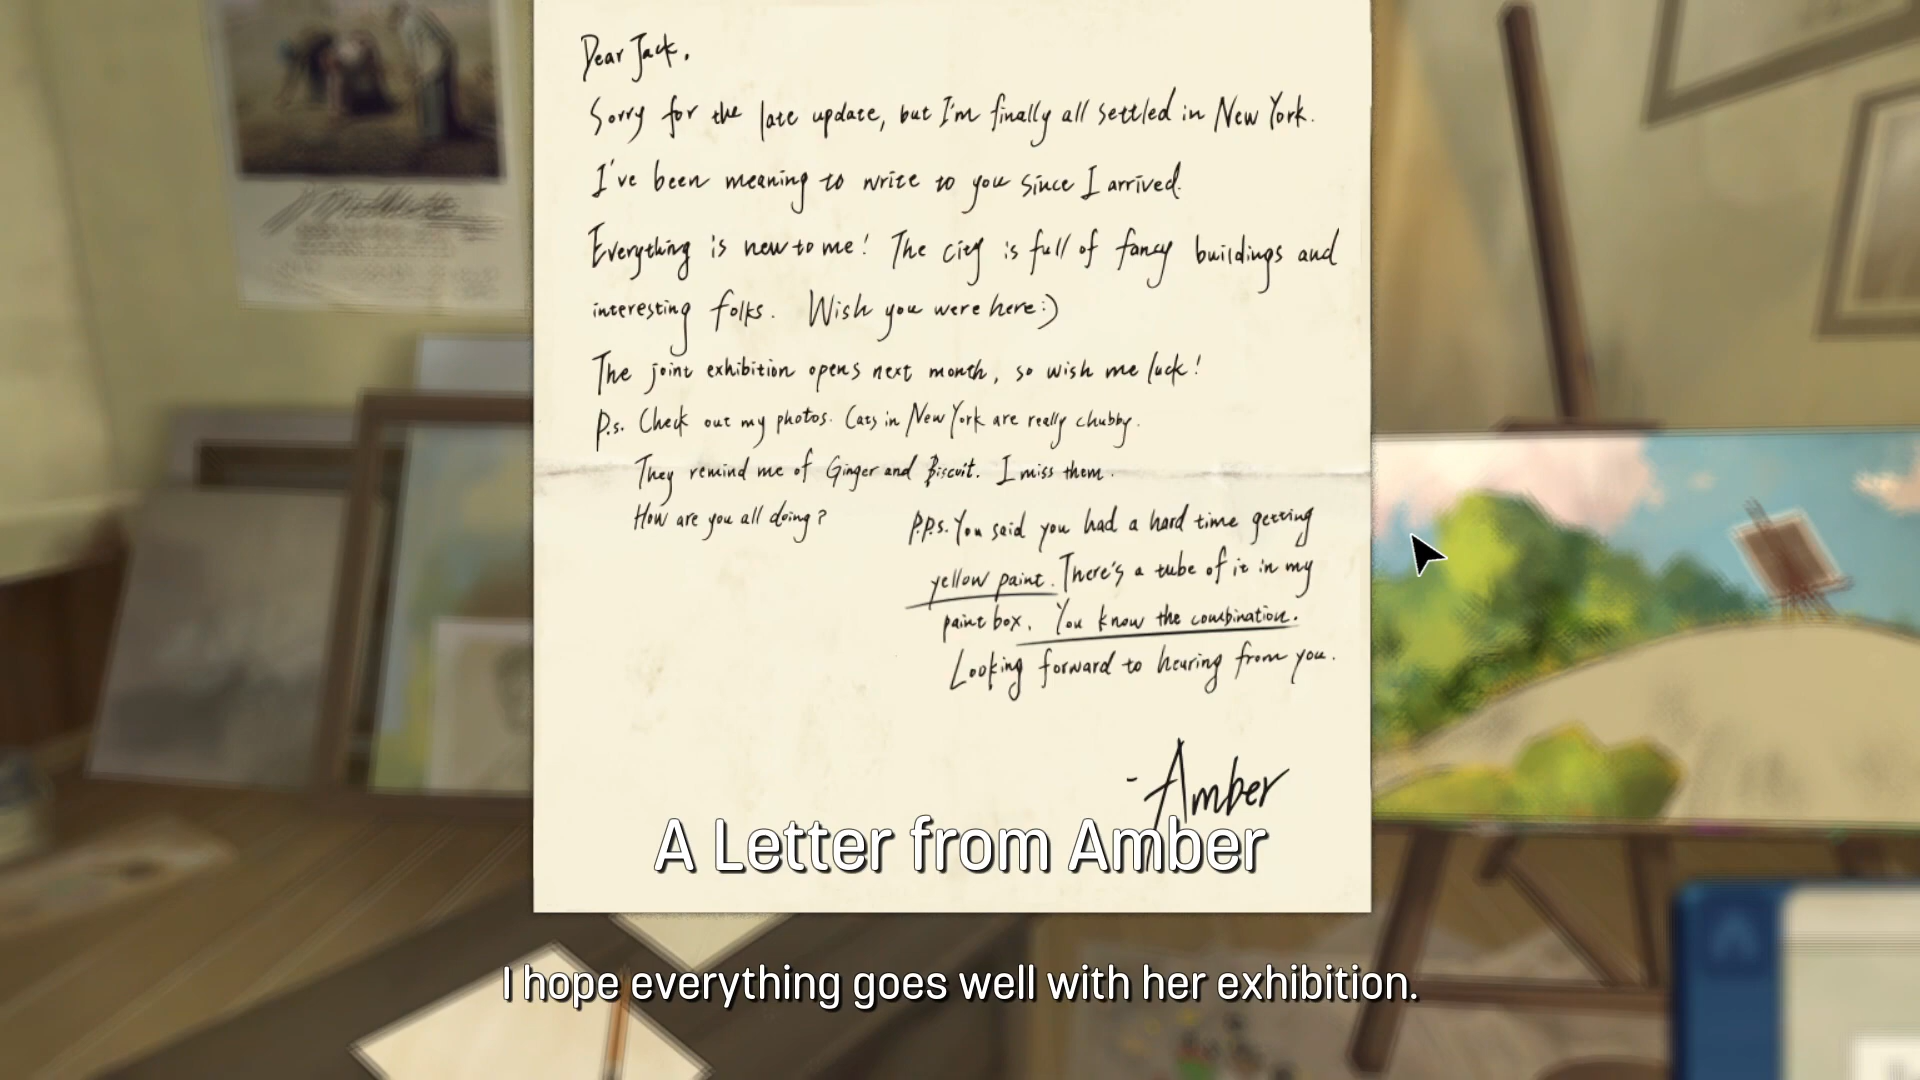 Dear Jack,
Sorry for the late update, but I'm finally all settled in New York.
I've been meaning to write to you since I arrived.
Everything is new to me! The city is full of fancy buildings and
interesting folks. Wish you were here:)
The joint exhibition opens next month, so wish me luck!
P.s. Check out my photos. Cats in New York are really chubby.
They remind me of Ginger and Biscuit. I miss them.
How are you all doing?
P.P.s. You said you had a hard time getting
yellow paint. There's a tube of it in my
paint box. You know the combination.
Looking forward to hearing from you.
-Amber
A Letter from Amber
I hope everything goes well with her exhibition.